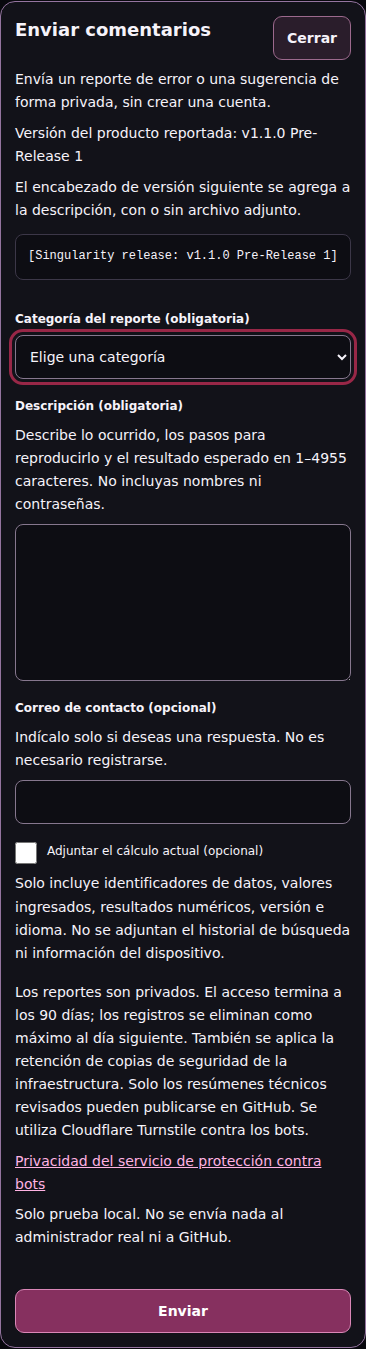 Enviar comentarios
Cerrar
Envía un reporte de error o una sugerencia de
forma privada, sin crear una cuenta.
Versión del producto reportada: v1.1.0 Pre-
Release 1
El encabezado de versión siguiente se agrega a
la descripción, con o sin archivo adjunto.
[Singularity release: v1.1.0 Pre-Release 1]
Categoría del reporte (obligatoria)
Elige una categoría
Descripción (obligatoria)
Describe lo ocurrido, los pasos para
reproducirlo y el resultado esperado en 1–4955
caracteres. No incluyas nombres ni
contraseñas.
Correo de contacto (opcional)
Indícalo solo si deseas una respuesta. No es
necesario registrarse.
Adjuntar el cálculo actual (opcional)
Solo incluye identificadores de datos, valores
ingresados, resultados numéricos, versión e
idioma. No se adjuntan el historial de búsqueda
ni información del dispositivo.
Los reportes son privados. El acceso termina a
los 90 días; los registros se eliminan como
máximo al día siguiente. También se aplica la
retención de copias de seguridad de la
infraestructura. Solo los resúmenes técnicos
revisados pueden publicarse en GitHub. Se
utiliza Cloudflare Turnstile contra los bots.
Privacidad del servicio de protección contra
bots
Solo prueba local. No se envía nada al
administrador real ni a GitHub.
Enviar